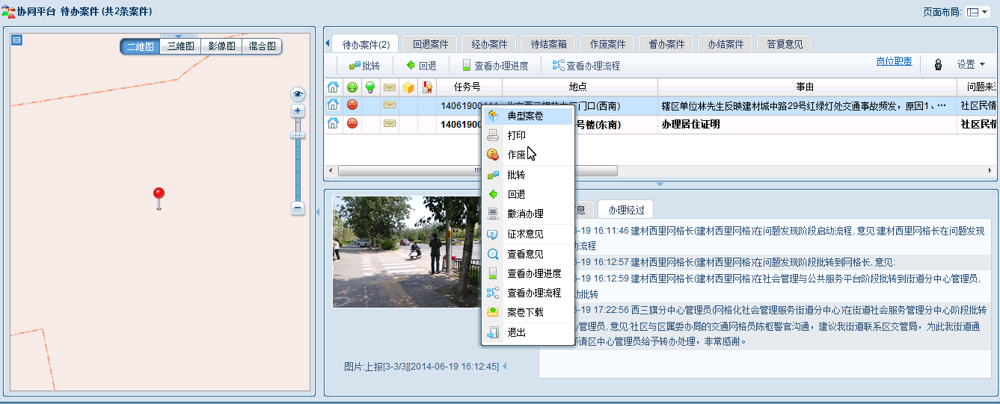 协同平台 待办案件 (共2条案件)
页面布局:
二维图 三维图 影像图 混合图
待办案件(2) 回退案件 经办案件 待结案箱 作废案件 督办案件 办结案件 答复意见
批转 回退 查看办理进度 查看办理流程 岗位职责 设置
任务号 地点 事由 问题来
14061900 门口(西南) 辖区单位林先生反映建材城中路29号红绿灯处交通事故频发，原因1、… 社区民情
14061900 号楼(东南) 办理居住证明 社区民情
典型案卷
打印
作废
批转
回退
撤消办理
征求意见
查看意见
查看办理进度
查看办理流程
案卷下载
退出
息 办理经过
-19 16:11:46 建材西里网格长(建材西里网格)在问题发现阶段启动流程, 意见:建材西里网格长在问题发现
流程
-19 16:12:57 建材西里网格长(建材西里网格)在问题发现阶段批转到网格长, 意见:
-19 16:12:59 建材西里网格长(建材西里网格)在社会管理与公共服务平台阶段批转到街道分中心管理员,
批转
-19 17:22:56 西三旗分中心管理员(网格化社会管理服务街道分中心)在街道社会服务管理分中心阶段批转
管理员, 意见:社区与区属委办局的交通网格员陈枢警官沟通，建议我街道联系区交管局，为此我街道通
请区中心管理员给予转办处理，非常感谢。
图片:上报[3-3/3][2014-06-19 16:12:45]